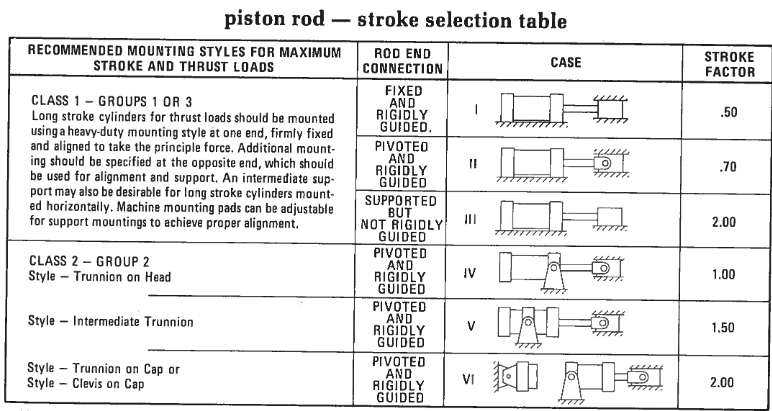 piston rod — stroke selection table
RECOMMENDED MOUNTING STYLES FOR MAXIMUM
STROKE AND THRUST LOADS
ROD END
CONNECTION
CASE
STROKE
FACTOR
CLASS 1 — GROUPS 1 OR 3
Long stroke cylinders for thrust loads should be mounted
using a heavy-duty mounting style at one end, firmly fixed
and aligned to take the principle force. Additional mount-
ing should be specified at the opposite end, which should
be used for alignment and support. An intermediate sup-
port may also be desirable for long stroke cylinders mount-
ed horizontally. Machine mounting pads can be adjustable
for support mountings to achieve proper alignment.
FIXED
AND
RIGIDLY
GUIDED.
I
.50
PIVOTED
AND
RIGIDLY
GUIDED
II
.70
SUPPORTED
BUT
NOT RIGIDLY
GUIDED
III
2.00
CLASS 2 — GROUP 2
Style — Trunnion on Head
PIVOTED
AND
RIGIDLY
GUIDED
IV
1.00
Style — Intermediate Trunnion
PIVOTED
AND
RIGIDLY
GUIDED
V
1.50
Style — Trunnion on Cap or
Style — Clevis on Cap
PIVOTED
AND
RIGIDLY
GUIDED
VI
2.00